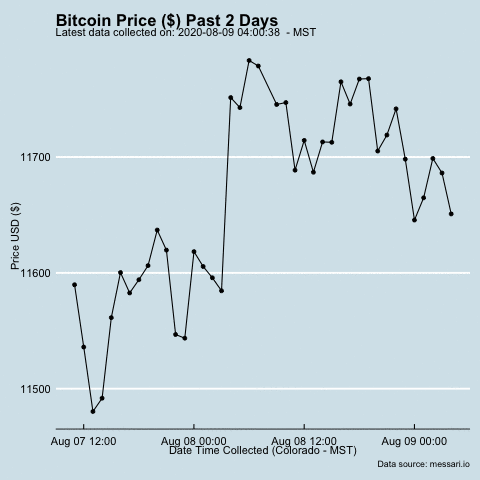 Bitcoin Price ($) Past 2 Days
Latest data collected on: 2020-08-09 04:00:38  - MST
11700
11600
11500
Price USD ($)
Aug 07 12:00
Aug 08 00:00
Aug 08 12:00
Aug 09 00:00
Date Time Collected (Colorado - MST)
Data source: messari.io